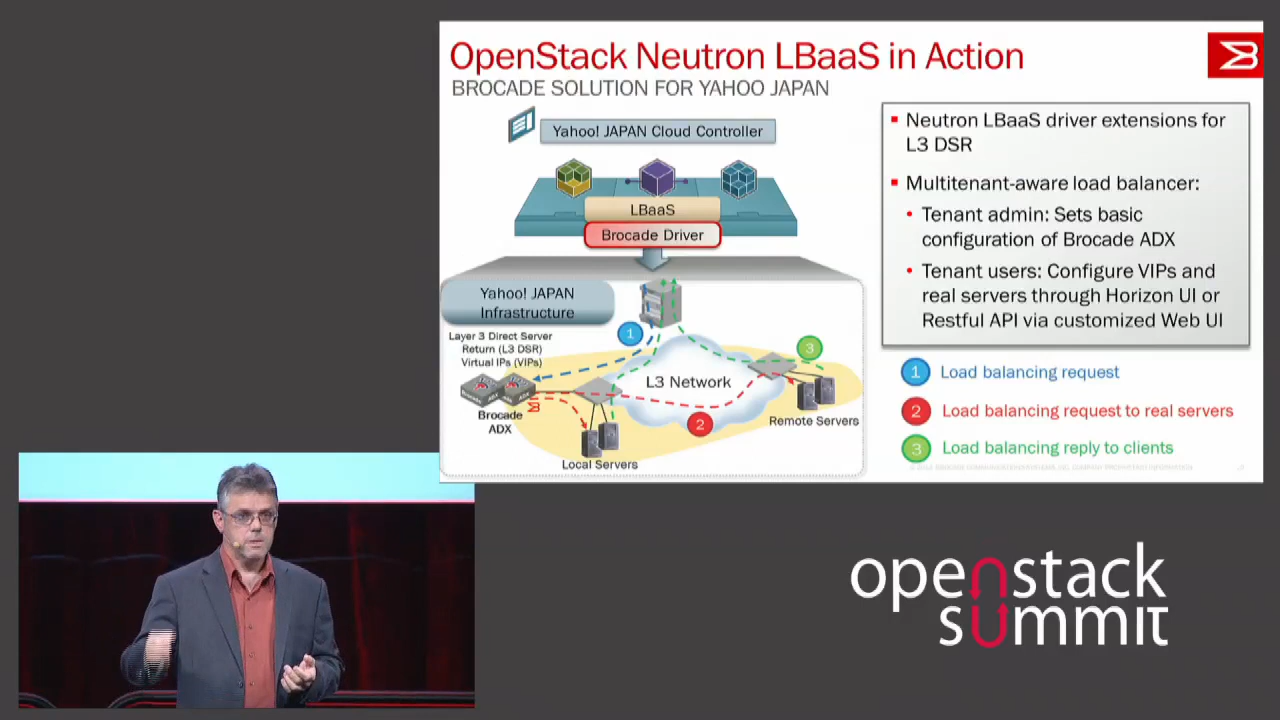 OpenStack Neutron LBaaS in Action
BROCADE SOLUTION FOR YAHOO JAPAN
Yahoo! JAPAN Cloud Controller
LBaaS
Brocade Driver
Yahoo! JAPAN
Infrastructure
Layer 3 Direct Server
Return (L3 DSR)
Virtual IPs (VIPs)
1
3
L3 Network
Brocade
ADX
2
Remote Servers
Local Servers
Neutron LBaaS driver extensions for
L3 DSR
Multitenant-aware load balancer:
Tenant admin: Sets basic
configuration of Brocade ADX
Tenant users: Configure VIPs and
real servers through Horizon UI or
Restful API via customized Web UI
1 Load balancing request
2 Load balancing request to real servers
3 Load balancing reply to clients
openstack
summit